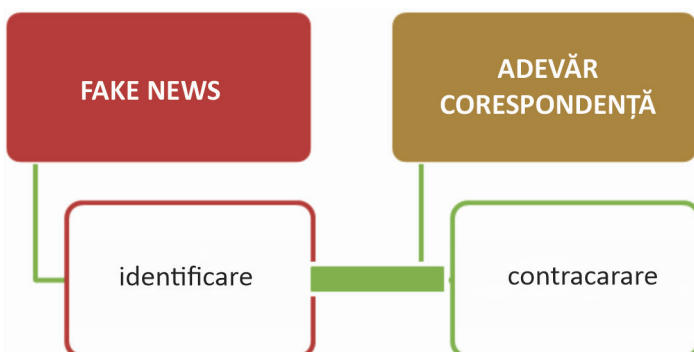 FAKE NEWS
ADEVĂR
CORESPONDENȚĂ
identificare
contracarare